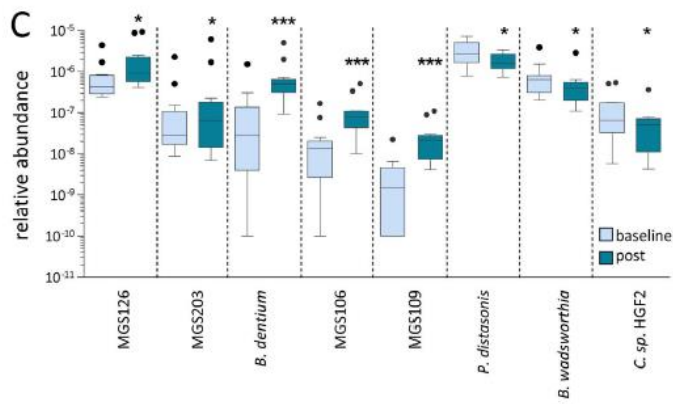 C
* * *** *** *** * * *
relative abundance
10-5
10-6
10-7
10-8
10-9
10-10
10-11
baseline
post
MGS126
MGS203
B. dentium
MGS106
MGS109
P. distasonis
B. wadsworthia
C. sp. HGF2